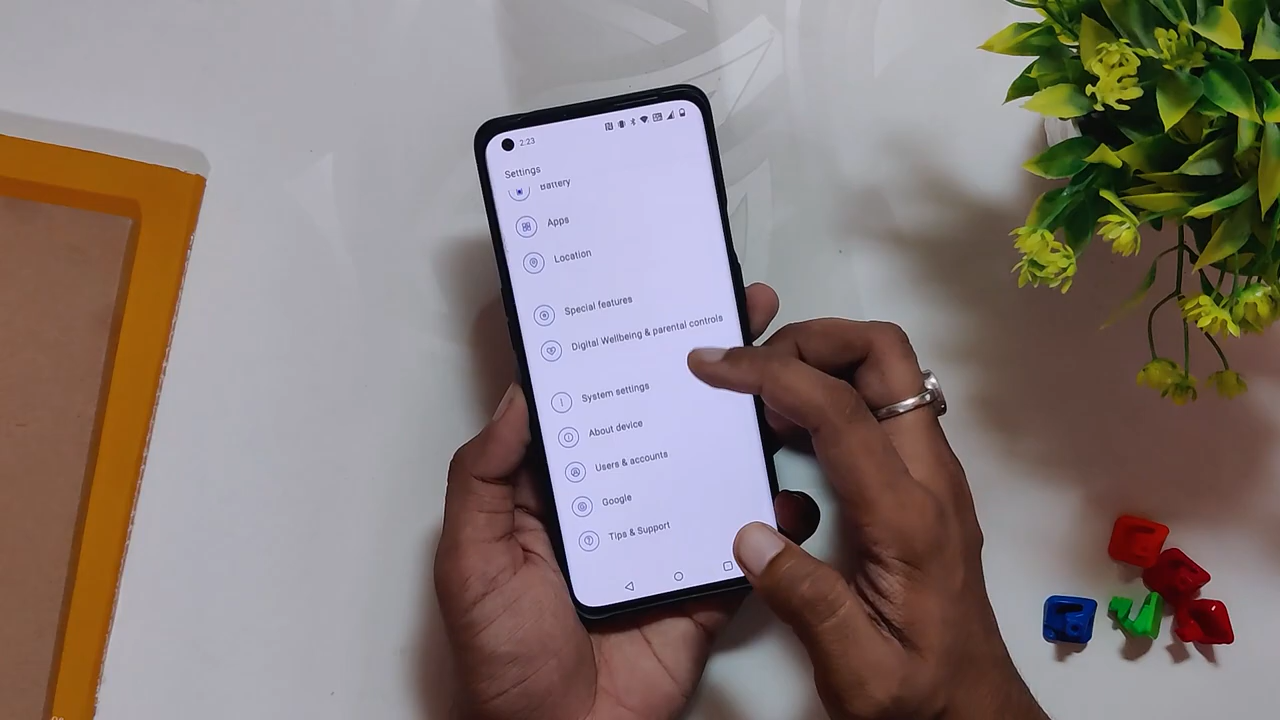 2:23
Settings
Battery
Apps
Location
Special features
Digital Wellbeing & parental controls
System settings
About device
Users & accounts
Google
Tips & Support